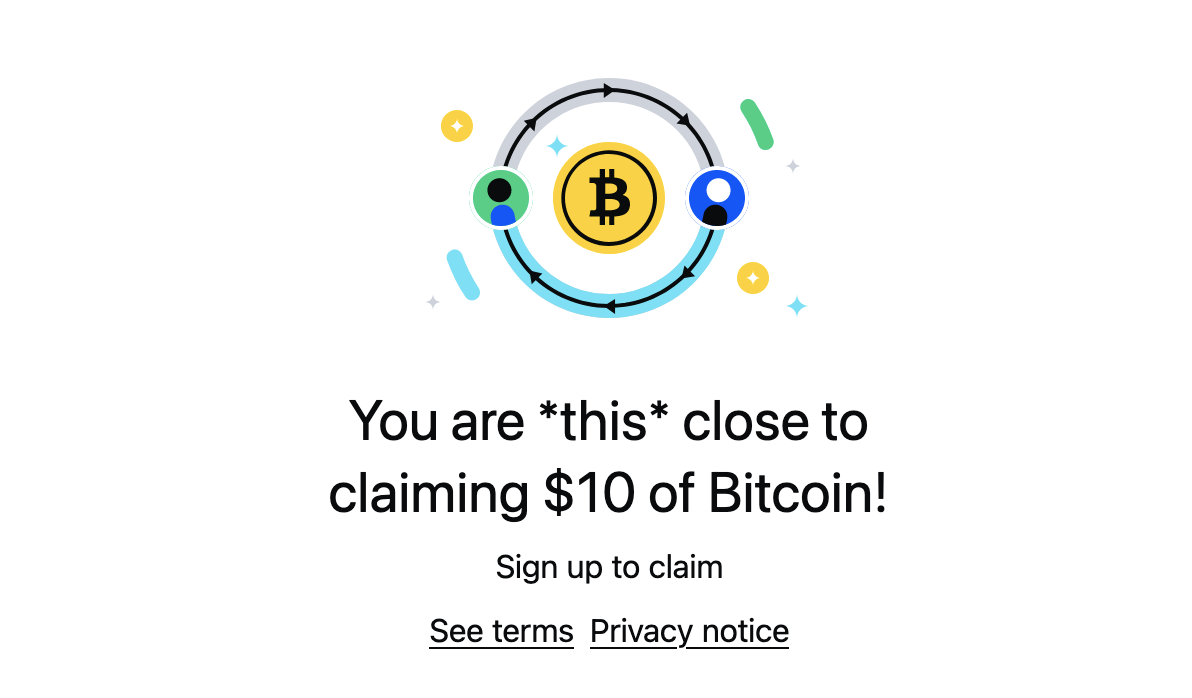 You are *this* close to
claiming $10 of Bitcoin!
Sign up to claim
See terms Privacy notice